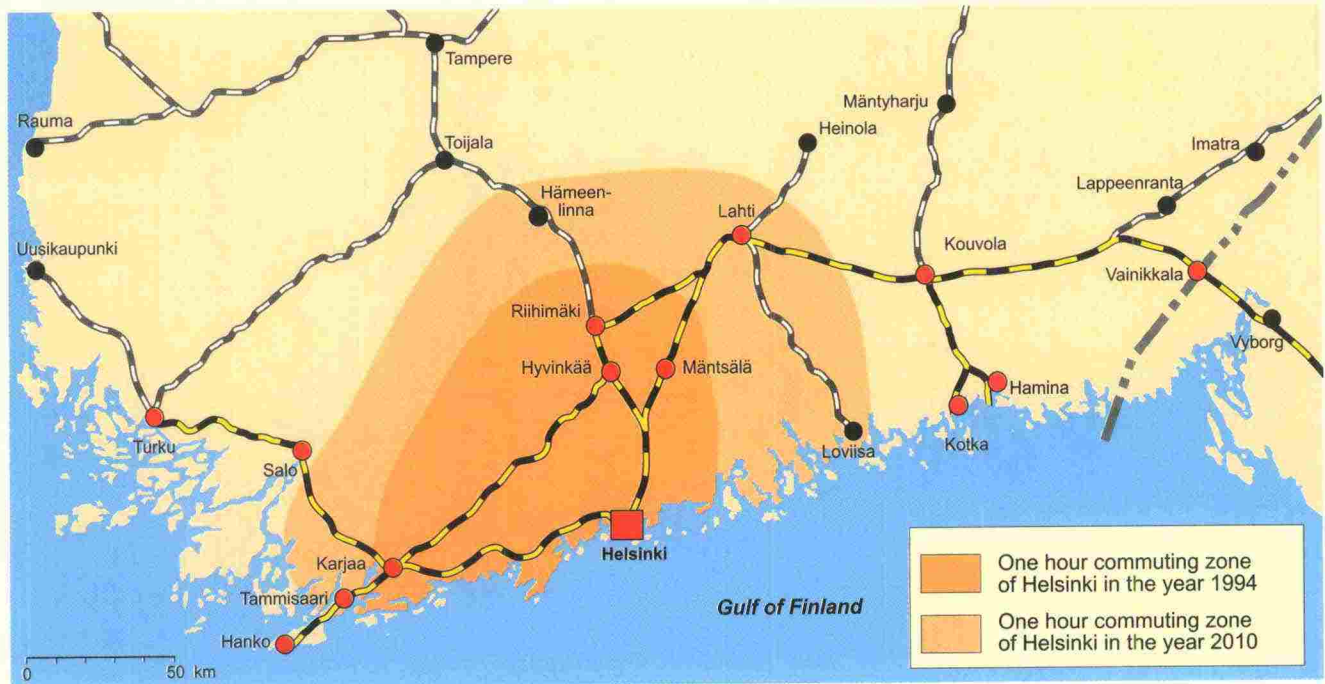 Tampere
Rauma
Mäntyharju
Heinola
Toijala
Imatra
Lappeenranta
Hämeen-
linna
Lahti
Uusikaupunki
Kouvola
Vainikkala
Riihimäki
Vyborg
Hyvinkää
Mäntsälä
Hamina
Turku
Salo
Loviisa
Kotka
Helsinki
Karjaa
Tammisaari
Hanko
Gulf of Finland
One hour commuting zone
of Helsinki in the year 1994
One hour commuting zone
of Helsinki in the year 2010
0 50 km